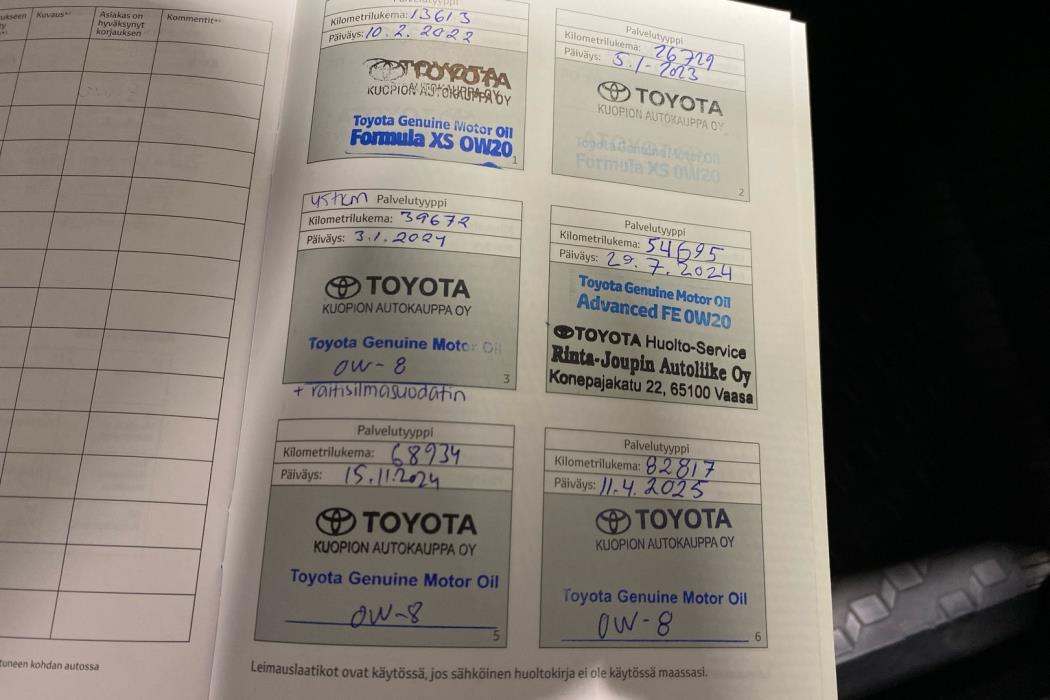 Kuvaus
Asiakas on
hyväksynyt
korjauksen
Kommentit
Kilometrilukema: 13613
Päiväys: 10.2.2022
TOYOTA
KUOPION AUTOKAUPPA OY
Toyota Genuine Motor Oil
Formula XS 0W20
1
Palvelutyyppi
Kilometrilukema: 26729
Päiväys: 5.1-2023
TOYOTA
KUOPION AUTOKAUPPA OY
Toyota Genuine Motor Oil
Formula XS 0W20
2
Palvelutyyppi
Kilometrilukema: 39672
Päiväys: 3.1.2024
TOYOTA
KUOPION AUTOKAUPPA OY
Toyota Genuine Motor Oil
0W-8
3
+ raitisilmasuodatin
Palvelutyyppi
Kilometrilukema: 54695
Päiväys: 29.7.2024
Toyota Genuine Motor Oil
Advanced FE 0W20
TOYOTA Huolto-Service
Rinta-Joupin Autoliike Oy
Konepajakatu 22, 65100 Vaasa
Palvelutyyppi
Kilometrilukema: 68934
Päiväys: 15.11.2024
TOYOTA
KUOPION AUTOKAUPPA OY
Toyota Genuine Motor Oil
0W-8
5
Palvelutyyppi
Kilometrilukema: 82817
Päiväys: 11.4.2025
TOYOTA
KUOPION AUTOKAUPPA OY
Toyota Genuine Motor Oil
0W-8
6
tuneen kohdan autossa
Leimauslaatikot ovat käytössä, jos sähköinen huoltokirja ei ole käytössä maassasi.